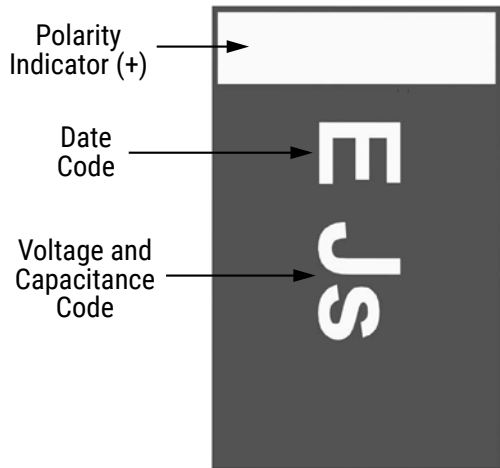 Polarity
Indicator (+)
Date
Code
E
Voltage and
Capacitance
Code
JS